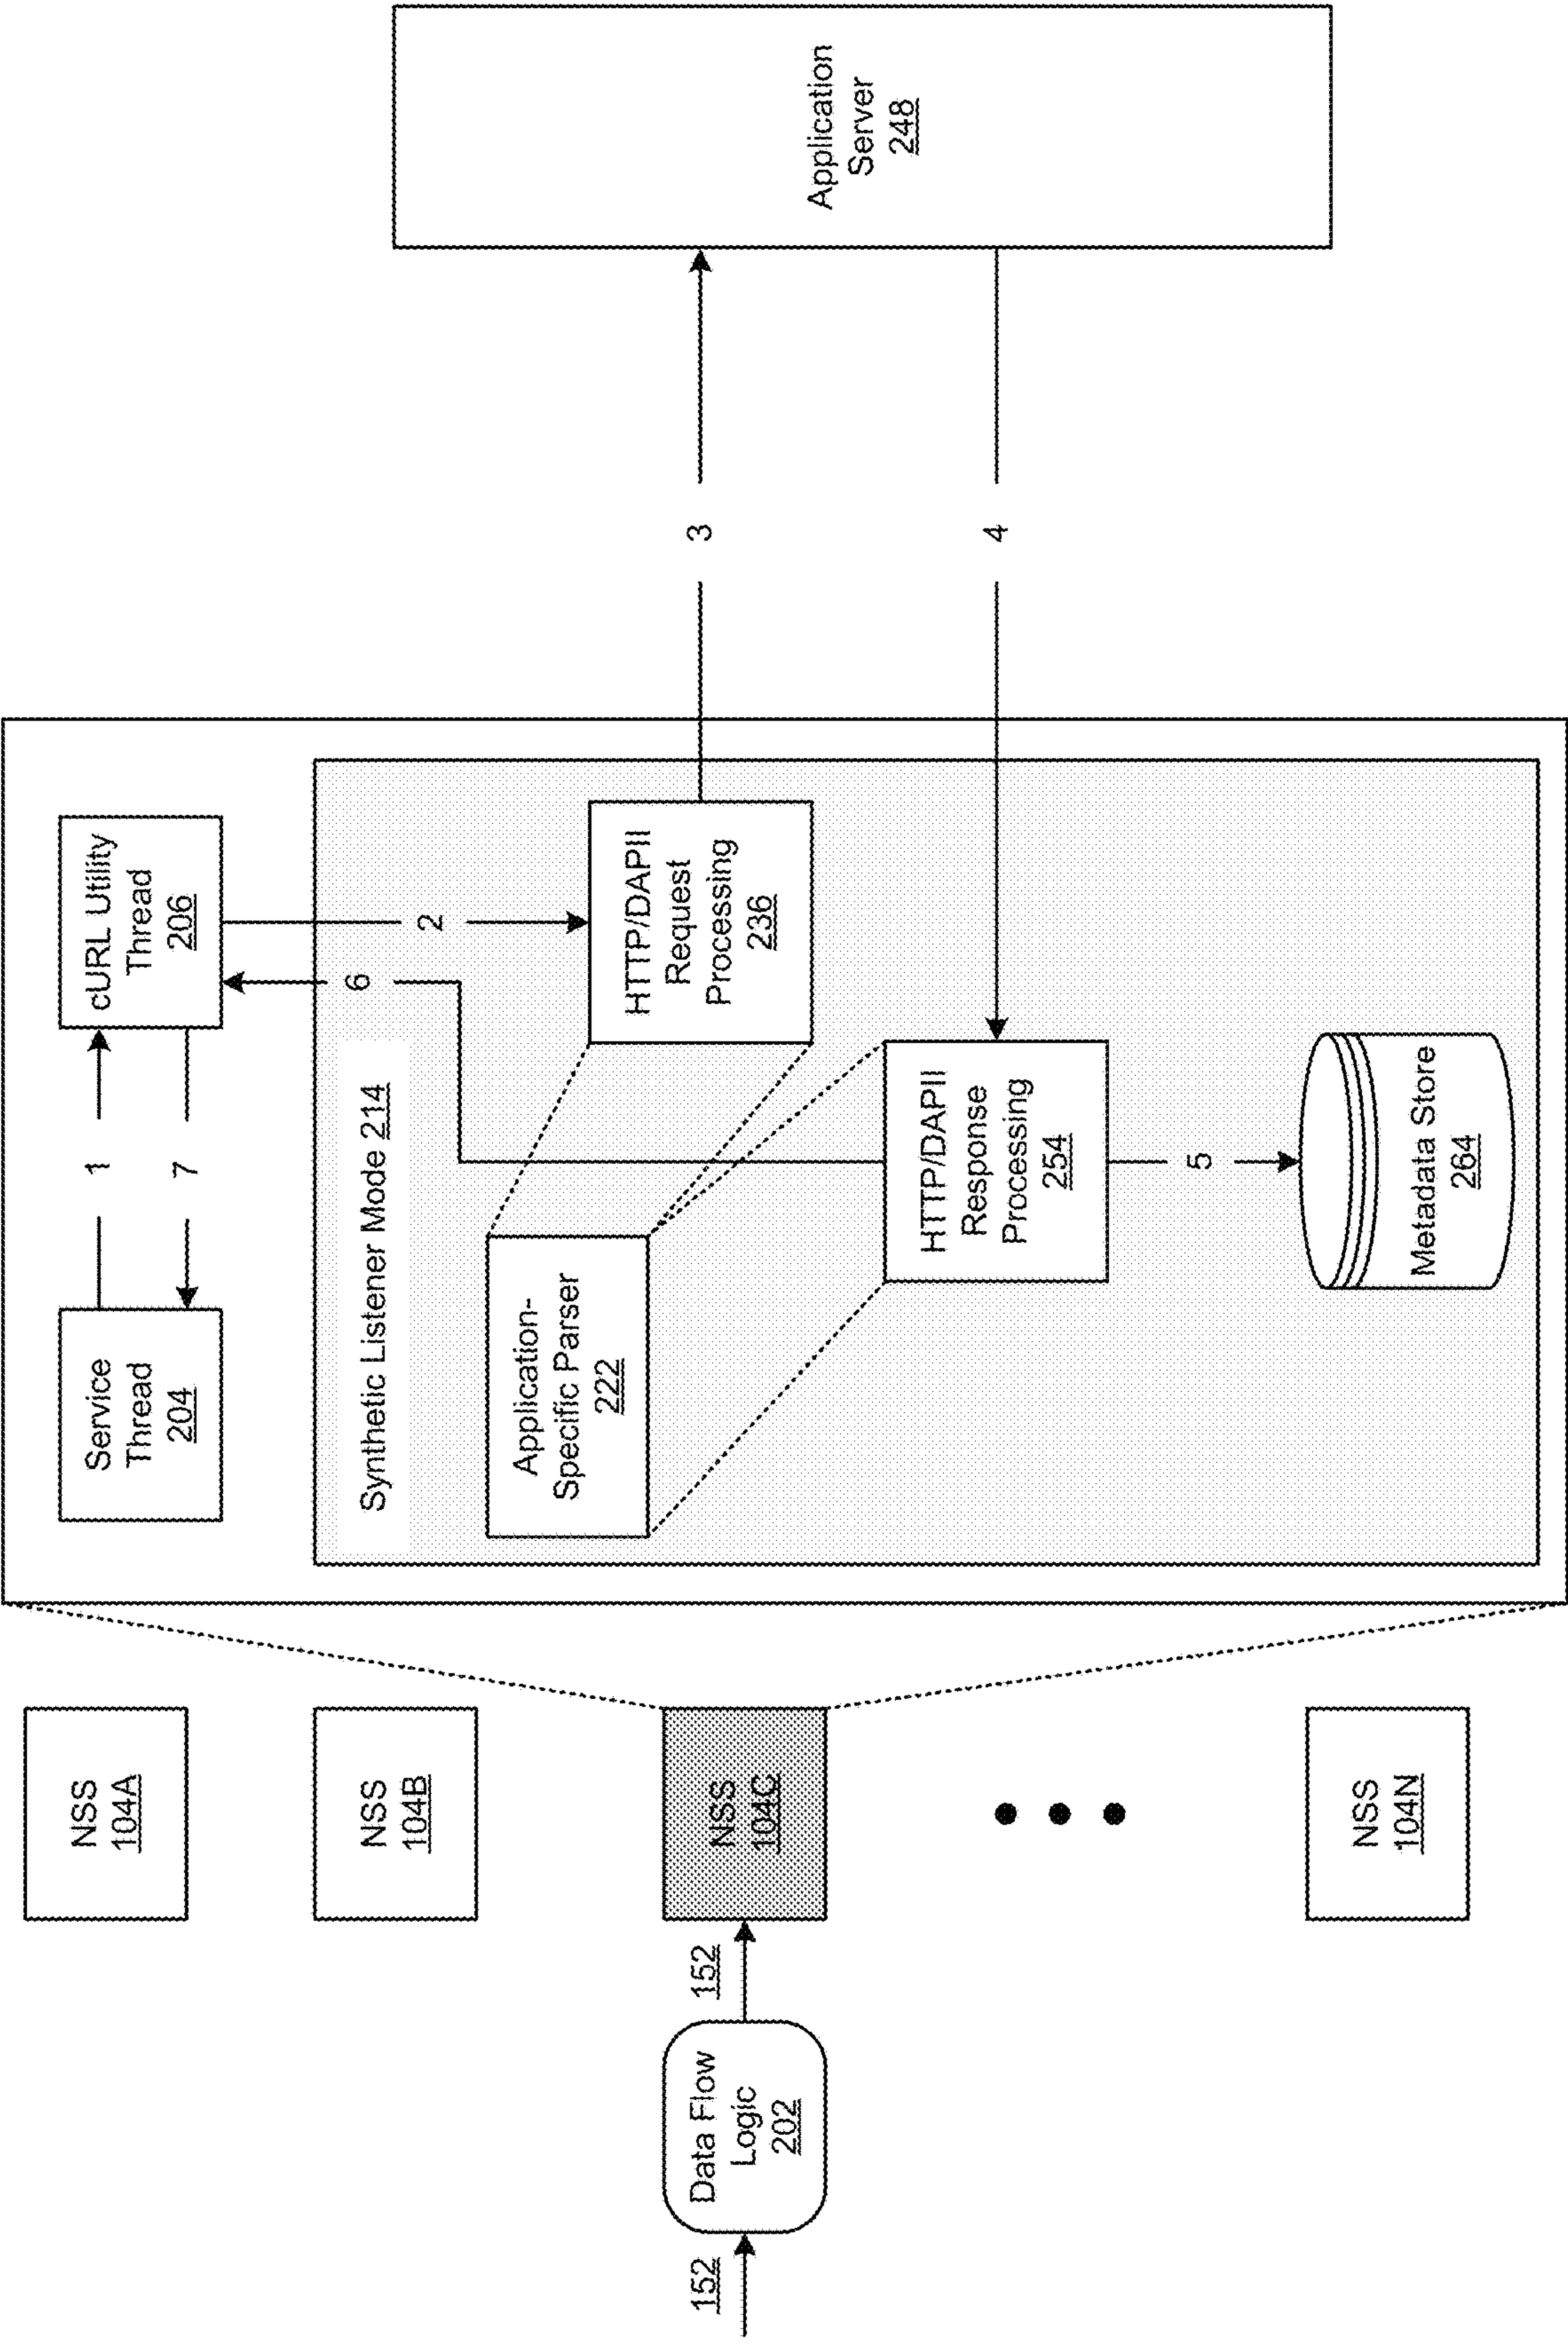 152
Data Flow
Logic
202
152
NSS
104A
NSS
104B
NSS
104C
NSS
104N
Service
Thread
204
1
7
cURL Utility
Thread
206
Synthetic Listener Mode 214
6
2
Application-
Specific Parser
222
HTTP/DAPII
Request
Processing
236
HTTP/DAPII
Response
Processing
254
5
Metadata Store
264
3
4
Application
Server
248